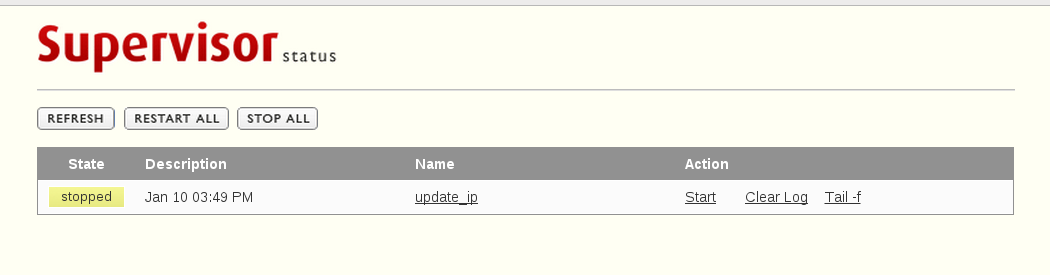 Supervisor status
REFRESH RESTART ALL STOP ALL
State Description Name Action
stopped Jan 10 03:49 PM update_ip Start Clear Log Tail -f